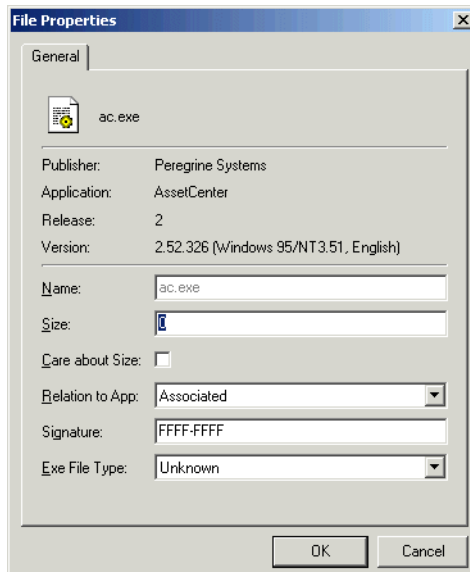 File Properties
General
ac.exe
Publisher: Peregrine Systems
Application: AssetCenter
Release: 2
Version: 2.52.326 (Windows 95/NT3.51, English)
Name: ac.exe
Size: 0
Care about Size:
Relation to App: Associated
Signature: FFFF-FFFF
Exe File Type: Unknown
OK Cancel